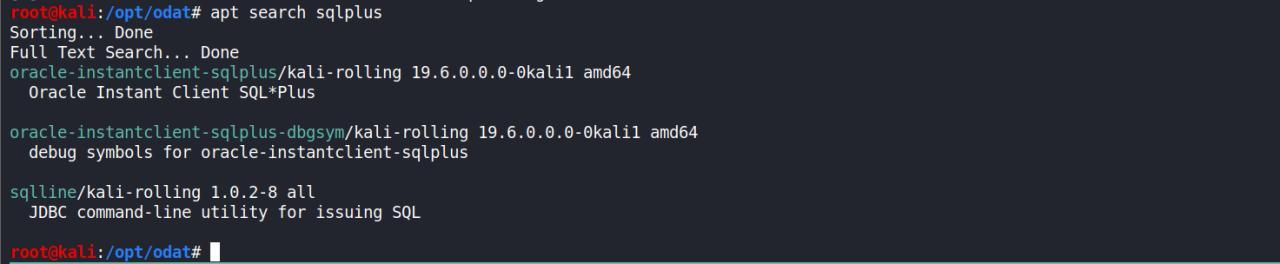 root@kali:/opt/odat# apt search sqlplus
Sorting... Done
Full Text Search... Done
oracle-instantclient-sqlplus/kali-rolling 19.6.0.0.0-0kali1 amd64
  Oracle Instant Client SQL*Plus

oracle-instantclient-sqlplus-dbgsym/kali-rolling 19.6.0.0.0-0kali1 amd64
  debug symbols for oracle-instantclient-sqlplus

sqlline/kali-rolling 1.0.2-8 all
  JDBC command-line utility for issuing SQL

root@kali:/opt/odat#